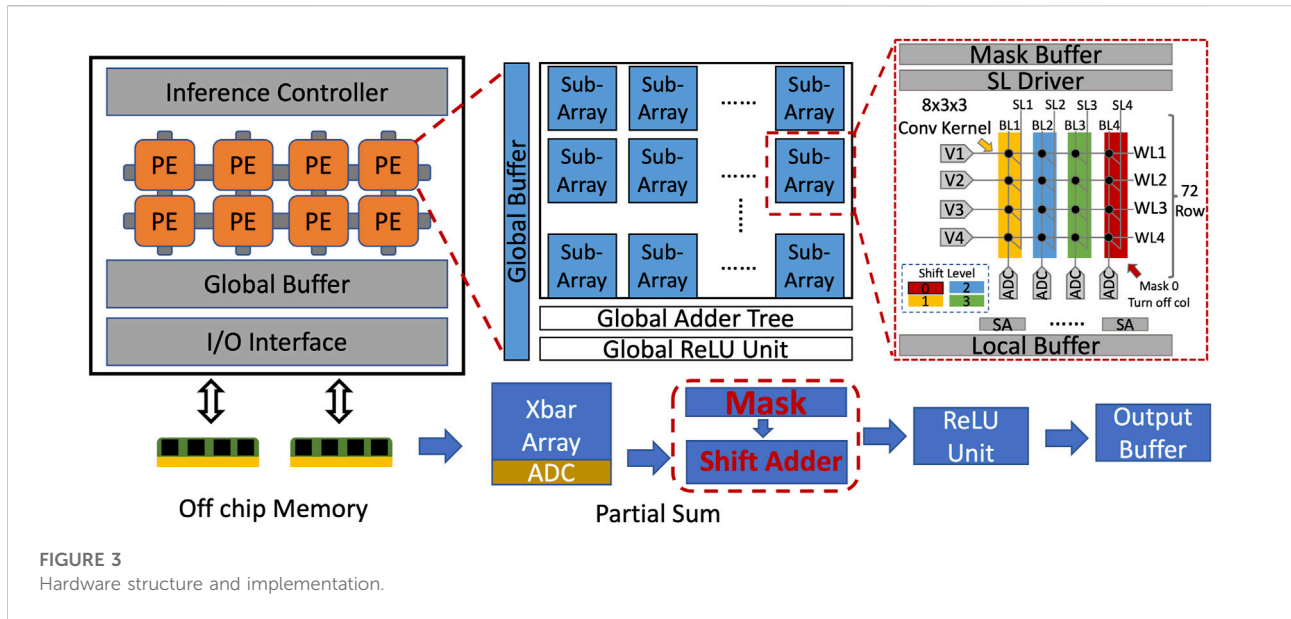 Inference Controller
PE PE PE PE
PE PE PE PE
Global Buffer
I/O Interface
Off chip Memory
Global Buffer
Sub-
Array
Sub-
Array
......
Sub-
Array
Sub-
Array
Sub-
Array
......
Sub-
Array
......
Sub-
Array
Sub-
Array
......
Sub-
Array
Global Adder Tree
Global ReLU Unit
Mask Buffer
SL Driver
8x3x3
Conv Kernel
SL1 SL2 SL3 SL4
BL1 BL2 BL3 BL4
V1 WL1
V2 WL2
V3 WL3
V4 WL4
72
Row
Shift Level
0 2
1 3
ADC ADC ADC ADC
Mask 0
Turn off col
SA ...... SA
Local Buffer
Xbar
Array
ADC
Mask
Shift Adder
Partial Sum
ReLU
Unit
Output
Buffer
FIGURE 3
Hardware structure and implementation.